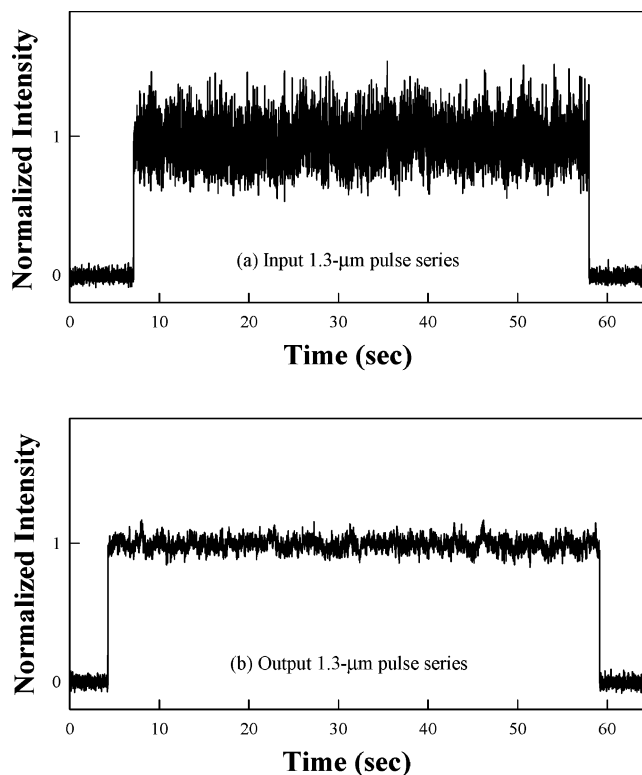 Normalized Intensity
1
0
(a) Input 1.3-μm pulse series
0 10 20 30 40 50 60
Time (sec)
Normalized Intensity
1
0
(b) Output 1.3-μm pulse series
0 10 20 30 40 50 60
Time (sec)